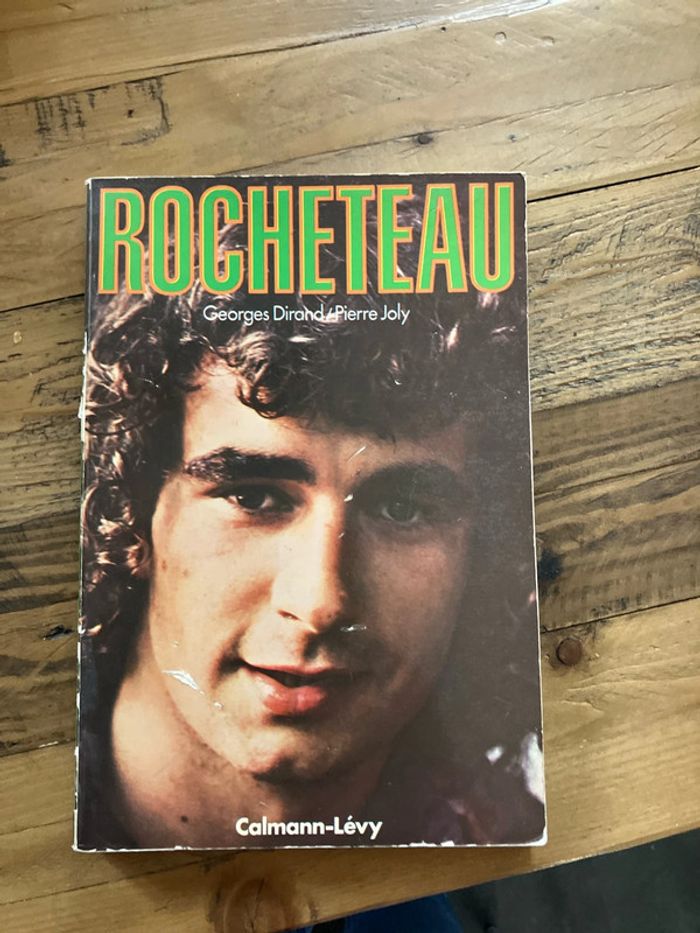 ROCHETEAU
Georges Dirand/Pierre Joly
Calmann-Lévy